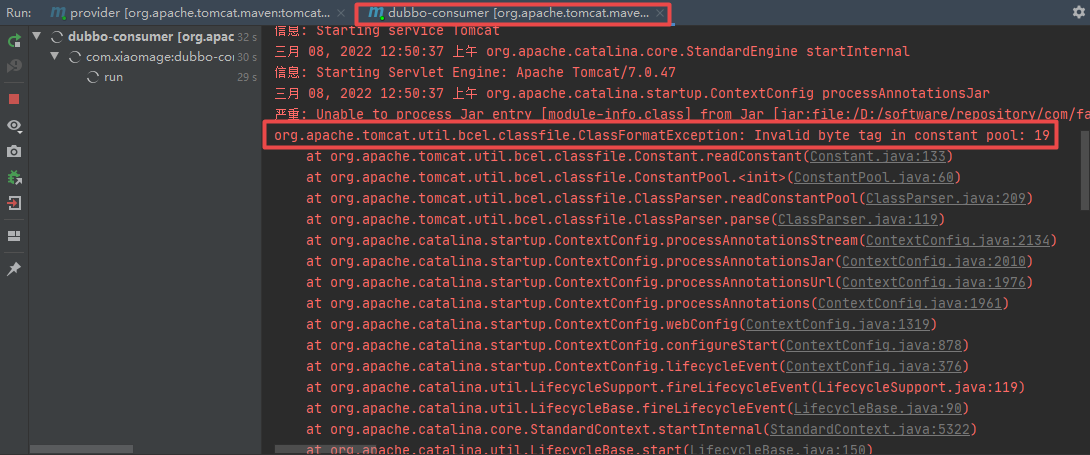 Run: provider [org.apache.tomcat.maven:tomcat... × dubbo-consumer [org.apache.tomcat.mave... ×
dubbo-consumer [org.apac 32 s
com.xiaomage:dubbo-co 30 s
run 29 s
信息: Starting service Tomcat
三月 08, 2022 12:50:37 上午 org.apache.catalina.core.StandardEngine startInternal
信息: Starting Servlet Engine: Apache Tomcat/7.0.47
三月 08, 2022 12:50:37 上午 org.apache.catalina.startup.ContextConfig processAnnotationsJar
严重: Unable to process Jar entry [module-info.class] from Jar [jar:file:/D:/software/repository/com/fa
org.apache.tomcat.util.bcel.classfile.ClassFormatException: Invalid byte tag in constant pool: 19
at org.apache.tomcat.util.bcel.classfile.Constant.readConstant(Constant.java:133)
at org.apache.tomcat.util.bcel.classfile.ConstantPool.<init>(ConstantPool.java:60)
at org.apache.tomcat.util.bcel.classfile.ClassParser.readConstantPool(ClassParser.java:209)
at org.apache.tomcat.util.bcel.classfile.ClassParser.parse(ClassParser.java:119)
at org.apache.catalina.startup.ContextConfig.processAnnotationsStream(ContextConfig.java:2134)
at org.apache.catalina.startup.ContextConfig.processAnnotationsJar(ContextConfig.java:2010)
at org.apache.catalina.startup.ContextConfig.processAnnotationsUrl(ContextConfig.java:1976)
at org.apache.catalina.startup.ContextConfig.processAnnotations(ContextConfig.java:1961)
at org.apache.catalina.startup.ContextConfig.webConfig(ContextConfig.java:1319)
at org.apache.catalina.startup.ContextConfig.configureStart(ContextConfig.java:878)
at org.apache.catalina.startup.ContextConfig.lifecycleEvent(ContextConfig.java:376)
at org.apache.catalina.util.LifecycleSupport.fireLifecycleEvent(LifecycleSupport.java:119)
at org.apache.catalina.util.LifecycleBase.fireLifecycleEvent(LifecycleBase.java:90)
at org.apache.catalina.core.StandardContext.startInternal(StandardContext.java:5322)
at org.apache.catalina.util.LifecycleBase.start(LifecycleBase.java:150)